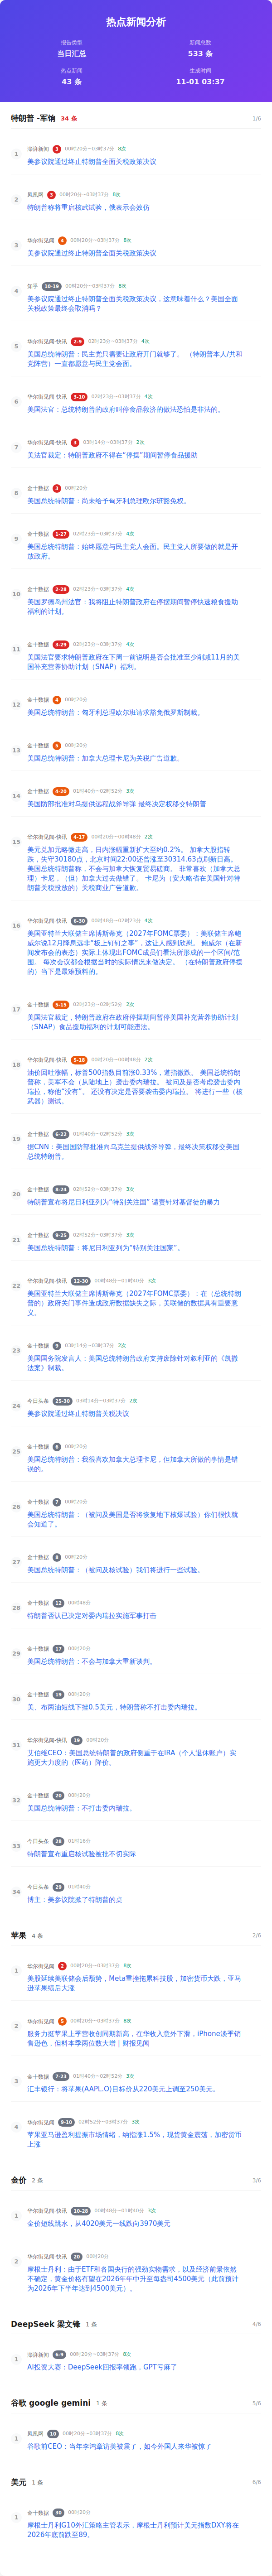 热点新闻分析
报告类型
当日汇总
新闻总数
533 条
热点新闻
43 条
生成时间
11-01 03:37
特朗普 -军饷 34 条 1/6
1 澎湃新闻 3 00时20分~03时37分 8次
美参议院通过终止特朗普全面关税政策决议
2 凤凰网 3 00时20分~03时37分 8次
特朗普称将重启核武试验，俄表示会效仿
3 华尔街见闻 4 00时20分~03时37分 8次
美参议院通过终止特朗普全面关税政策决议
4 知乎 10-19 00时20分~03时37分 8次
美参议院通过终止特朗普全面关税政策决议，这意味着什么？美国全面
关税政策最终会取消吗？
5 华尔街见闻-快讯 2-9 02时23分~03时37分 4次
美国总统特朗普：民主党只需要让政府开门就够了。 （特朗普本人/共和
党阵营）一直都愿意与民主党会面。
6 华尔街见闻-快讯 3-10 02时23分~03时37分 4次
美国法官：总统特朗普的政府叫停食品救济的做法恐怕是非法的。
7 华尔街见闻-快讯 3 03时14分~03时37分 2次
美法官裁定：特朗普政府不得在“停摆”期间暂停食品援助
8 金十数据 3 00时20分
美国总统特朗普：尚未给予匈牙利总理欧尔班豁免权。
9 金十数据 1-27 02时23分~03时37分 4次
美国总统特朗普：始终愿意与民主党人会面。民主党人所要做的就是开
放政府。
10 金十数据 2-28 02时23分~03时37分 4次
美国罗德岛州法官：我将阻止特朗普政府在停摆期间暂停快速粮食援助
福利的计划。
11 金十数据 3-29 02时23分~03时37分 4次
美国法官要求特朗普政府在下周一前说明是否会批准至少削减11月的美
国补充营养协助计划（SNAP）福利。
12 金十数据 4 00时20分
美国总统特朗普：匈牙利总理欧尔班请求豁免俄罗斯制裁。
13 金十数据 5 00时20分
美国总统特朗普：加拿大总理卡尼为关税广告道歉。
14 金十数据 4-20 01时40分~02时52分 3次
美国防部批准对乌提供远程战斧导弹 最终决定权移交特朗普
15 华尔街见闻-快讯 4-17 00时20分~00时48分 2次
美元兑加元略微走高，日内涨幅重新扩大至约0.2%。 加拿大股指转
跌，失守30180点，北京时间22:00还曾涨至30314.63点刷新日高。
美国总统特朗普称，不会与加拿大恢复贸易磋商。 非常喜欢（加拿大总
理）卡尼，（但）加拿大过去做错了。 卡尼为（安大略省在美国针对特
朗普关税投放的）关税商业广告道歉。
16 华尔街见闻-快讯 6-30 00时48分~02时23分 4次
美国亚特兰大联储主席博斯蒂克（2027年FOMC票委）：美联储主席鲍
威尔说12月降息远非“板上钉钉之事”，这让人感到欣慰。 鲍威尔（在新
闻发布会的表态）实际上体现出FOMC成员们看法所形成的一个区间/范
围。 每次会议都会根据当时的实际情况来做决定。 （在特朗普政府停摆
的）当下是最难预料的。
17 金十数据 5-15 02时23分~02时52分 2次
美国法官裁定，特朗普政府在政府停摆期间暂停美国补充营养协助计划
（SNAP）食品援助福利的计划可能违法。
18 华尔街见闻-快讯 5-18 00时20分~00时48分 2次
油价回吐涨幅，标普500指数目前涨0.33%，道指微跌。 美国总统特朗
普称，美军不会（从陆地上）袭击委内瑞拉。 被问及是否考虑袭击委内
瑞拉，称他“没有”。 还没有决定是否要袭击委内瑞拉。 将进行一些（核
武器）测试。
19 金十数据 6-22 01时40分~02时52分 3次
据CNN：美国国防部批准向乌克兰提供战斧导弹，最终决策权移交美国
总统特朗普。
20 金十数据 8-24 02时52分~03时37分 3次
特朗普宣布将尼日利亚列为“特别关注国” 谴责针对基督徒的暴力
21 金十数据 9-25 02时52分~03时37分 3次
美国总统特朗普：将尼日利亚列为“特别关注国家”。
22 华尔街见闻-快讯 12-30 00时48分~01时40分 3次
美国亚特兰大联储主席博斯蒂克（2027年FOMC票委）：在（总统特朗
普的）政府关门事件造成政府数据缺失之际，美联储的数据具有重要意
义。
23 金十数据 9 03时14分~03时37分 2次
美国国务院发言人：美国总统特朗普政府支持废除针对叙利亚的《凯撒
法案》制裁。
24 今日头条 25-30 03时14分~03时37分 2次
美参议院通过终止特朗普关税决议
25 金十数据 6 00时20分
美国总统特朗普：我很喜欢加拿大总理卡尼，但加拿大所做的事情是错
误的。
26 金十数据 7 00时20分
美国总统特朗普：（被问及美国是否将恢复地下核爆试验）你们很快就
会知道了。
27 金十数据 8 00时20分
美国总统特朗普：（被问及核试验）我们将进行一些试验。
28 金十数据 12 00时48分
特朗普否认已决定对委内瑞拉实施军事打击
29 金十数据 17 00时20分
美国总统特朗普：不会与加拿大重新谈判。
30 金十数据 19 00时20分
美、布两油短线下挫0.5美元，特朗普称不打击委内瑞拉。
31 华尔街见闻-快讯 19 00时20分
艾伯维CEO：美国总统特朗普的政府侧重于在IRA（个人退休账户）实
施更大力度的（医药）降价。
32 金十数据 20 00时20分
美国总统特朗普：不打击委内瑞拉。
33 今日头条 28 01时16分
特朗普宣布重启核试验被批不切实际
34 今日头条 29 01时40分
博主：美参议院掀了特朗普的桌
苹果 4 条 2/6
1 华尔街见闻 2 00时20分~03时37分 8次
美股延续美联储会后颓势，Meta重挫拖累科技股，加密货币大跌，亚马
逊苹果绩后大涨
2 华尔街见闻 5 00时20分~03时37分 8次
服务力挺苹果上季营收创同期新高，在华收入意外下滑，iPhone淡季销
售逊色，但料本季两位数大增 | 财报见闻
3 金十数据 7-23 01时40分~02时52分 3次
汇丰银行：将苹果(AAPL.O)目标价从220美元上调至250美元。
4 华尔街见闻 9-10 02时52分~03时37分 3次
苹果亚马逊盈利提振市场情绪，纳指涨1.5%，现货黄金震荡，加密货币
上涨
金价 2 条 3/6
1 华尔街见闻-快讯 10-28 00时48分~01时40分 3次
金价短线跳水，从4020美元一线跌向3970美元
2 华尔街见闻-快讯 20 00时20分
摩根士丹利：由于ETF和各国央行的强劲实物需求，以及经济前景依然
不确定，黄金价格有望在2026年年中升至每盎司4500美元（此前预计
为2026年下半年达到4500美元）。
DeepSeek 梁文锋 1 条 4/6
1 澎湃新闻 6-9 00时20分~03时37分 8次
AI投资大赛：DeepSeek回报率领跑，GPT亏麻了
谷歌 google gemini 1 条 5/6
1 凤凰网 10 00时20分~03时37分 8次
谷歌前CEO：当年李鸿章访美被震了，如今外国人来华被惊了
美元 1 条 6/6
1 金十数据 30 00时20分
摩根士丹利G10外汇策略主管表示，摩根士丹利预计美元指数DXY将在
2026年底前跌至89。